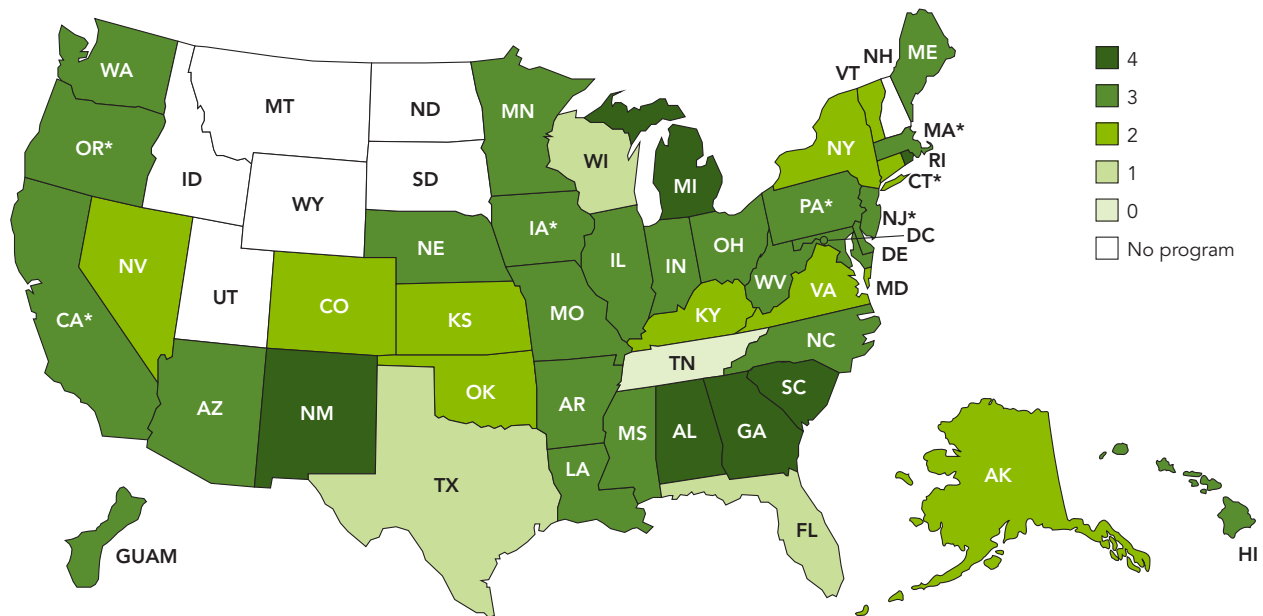 WA
MT
ND
MN
VT
NH
ME
OR*
ID
WY
SD
WI
MI
NY
MA*
RI
CT*
NV
UT
CO
NE
IA*
IL
IN
OH
PA*
NJ*
DC
DE
MD
CA*
KS
MO
KY
WV
VA
AZ
NM
OK
AR
TN
NC
TX
LA
MS
AL
GA
SC
FL
GUAM
AK
HI
4
3
2
1
0
No program